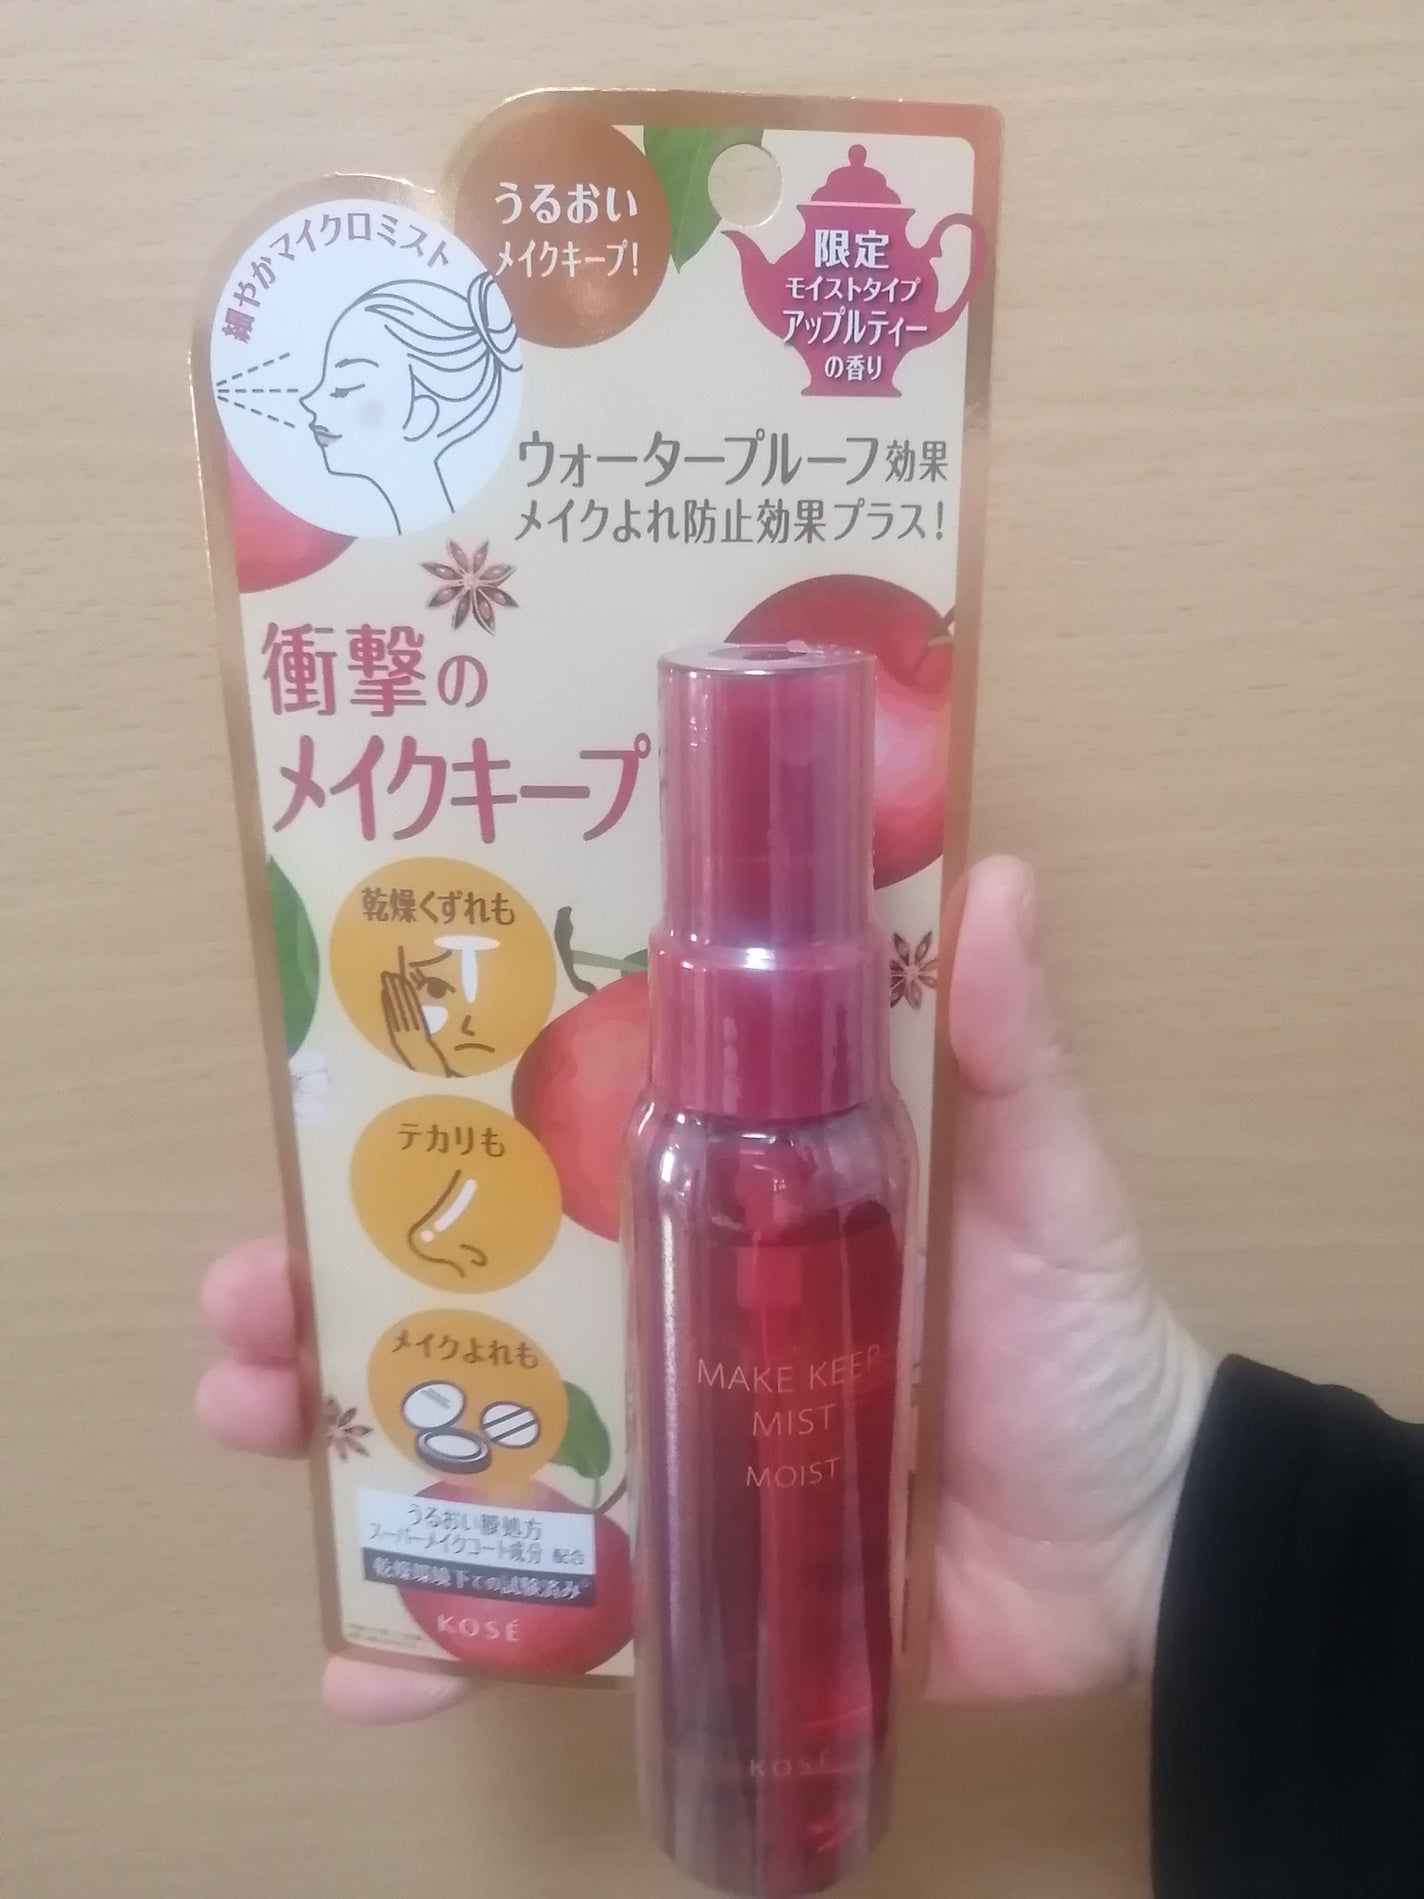 細やかマイクロミスト
うるおい
メイクキープ!
限定
モイストタイプ
アップルティー
の香り
ウォータープルーフ効果
メイクよれ防止効果プラス!
衝撃の
メイクキープ
乾燥くずれも
テカリも
メイクよれも
うるおい膜処方
スーパーメイクコート成分 配合
乾燥環境下での試験済み
KOSÉ
MAKE KEEP
MIST
MOIST
KOSÉ